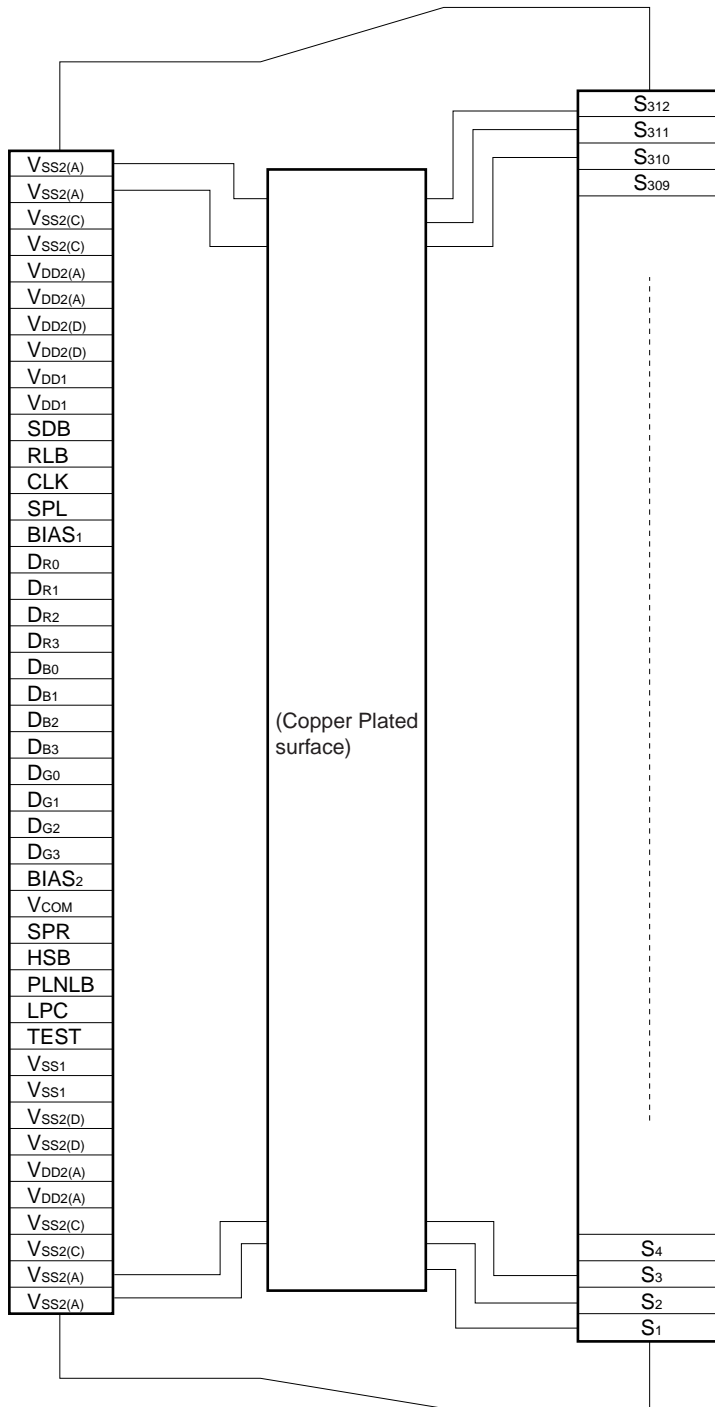 VSS2(A)
VSS2(A)
VSS2(C)
VSS2(C)
VDD2(A)
VDD2(A)
VDD2(D)
VDD2(D)
VDD1
VDD1
SDB
RLB
CLK
SPL
BIAS1
DR0
DR1
DR2
DR3
DB0
DB1
DB2
DB3
DG0
DG1
DG2
DG3
BIAS2
VCOM
SPR
HSB
PLNLB
LPC
TEST
VSS1
VSS1
VSS2(D)
VSS2(D)
VDD2(A)
VDD2(A)
VSS2(C)
VSS2(C)
VSS2(A)
VSS2(A)
(Copper Plated
surface)
S312
S311
S310
S309
S4
S3
S2
S1